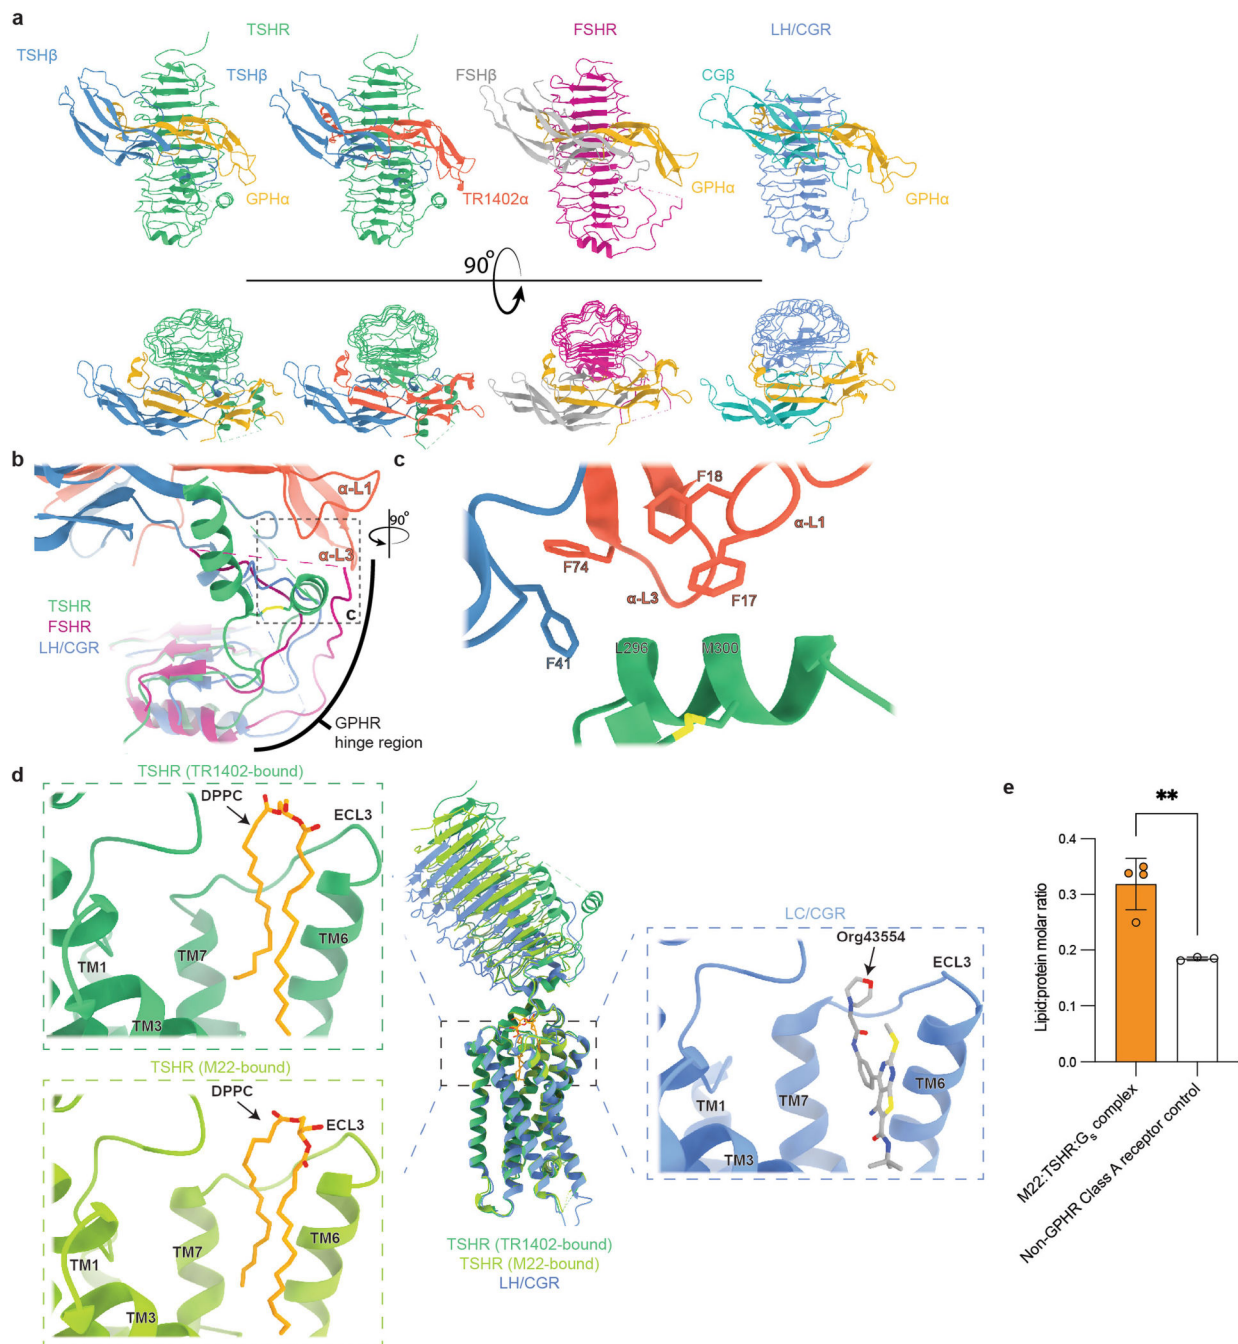 a
TSHR
FSHR
LH/CGR
TSHβ
TSHβ
FSHβ
CGβ
GPHα
TR1402α
GPHα
GPHα
90°
b
α-L1
90°
α-L3
c
TSHR
FSHR
LH/CGR
GPHR
hinge region
c
F18
α-L1
F74
α-L3
F17
F41
L296
M300
d
TSHR (TR1402-bound)
DPPC
ECL3
TM7
TM6
TM1
TM3
TSHR (M22-bound)
DPPC
ECL3
TM7
TM6
TM1
TM3
TSHR (TR1402-bound)
TSHR (M22-bound)
LH/CGR
LC/CGR
Org43554
ECL3
TM6
TM1
TM7
TM3
e
**
0.4
0.3
0.2
0.1
0.0
Lipid:protein molar ratio
M22:TSHR:Gs complex
Non-GPHR Class A receptor control